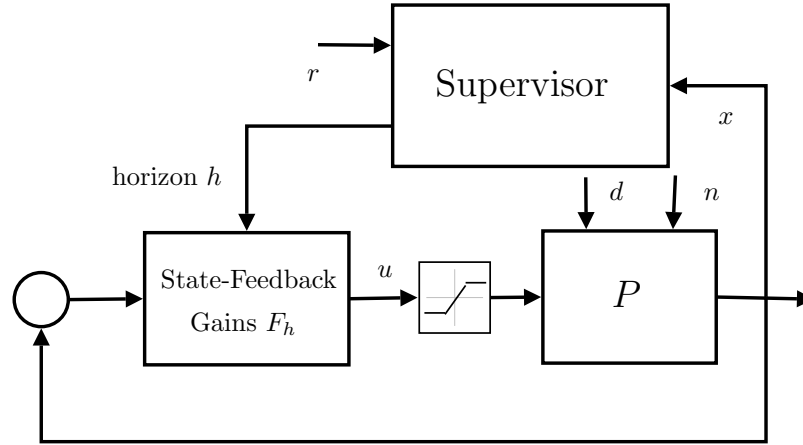 r
Supervisor
x
horizon h
d
n
State-Feedback
Gains F_h
u
P